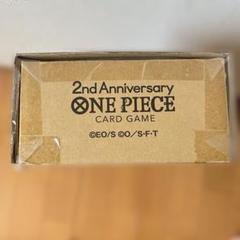 2nd Anniversary
ONE PIECE
CARD GAME
©EO/S ©O/S·F·T